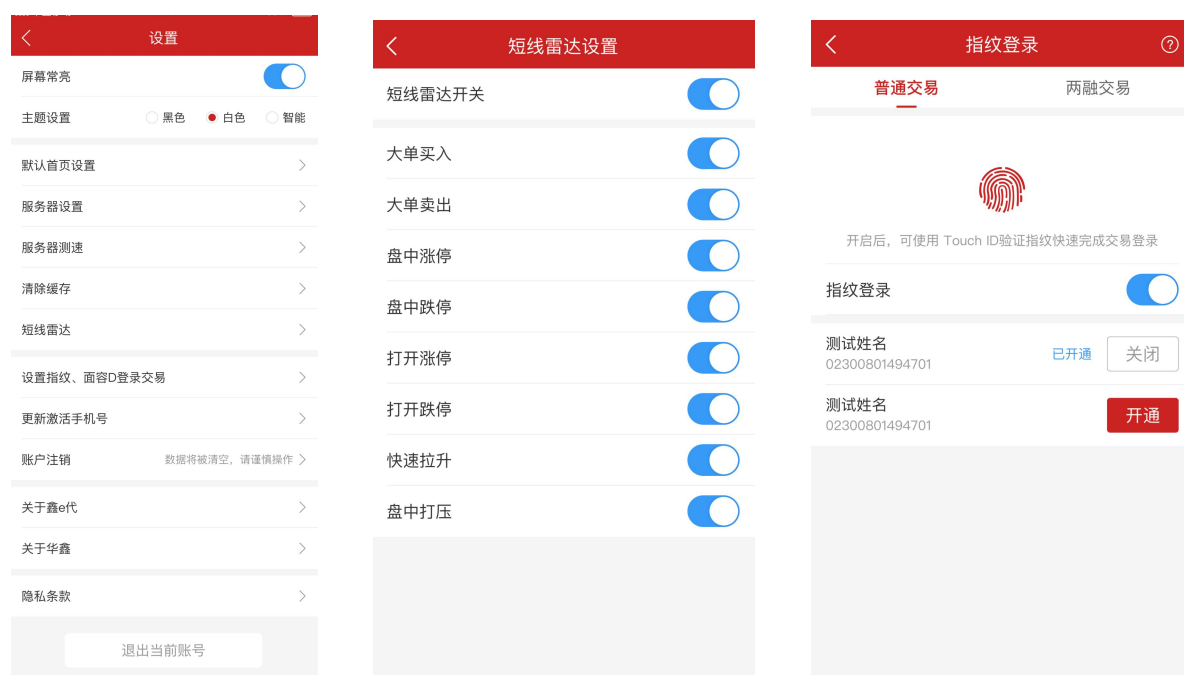 设置
屏幕常亮
主题设置 黑色 白色 智能
默认首页设置
服务器设置
服务器测速
清除缓存
短线雷达
设置指纹、面容D登录交易
更新激活手机号
账户注销 数据将被清空，请谨慎操作
关于鑫e代
关于华鑫
隐私条款
退出当前账号
短线雷达设置
短线雷达开关
大单买入
大单卖出
盘中涨停
盘中跌停
打开涨停
打开跌停
快速拉升
盘中打压
指纹登录
普通交易 两融交易
开启后，可使用 Touch ID验证指纹快速完成交易登录
指纹登录
测试姓名
02300801494701
已开通 关闭
测试姓名
02300801494701
开通